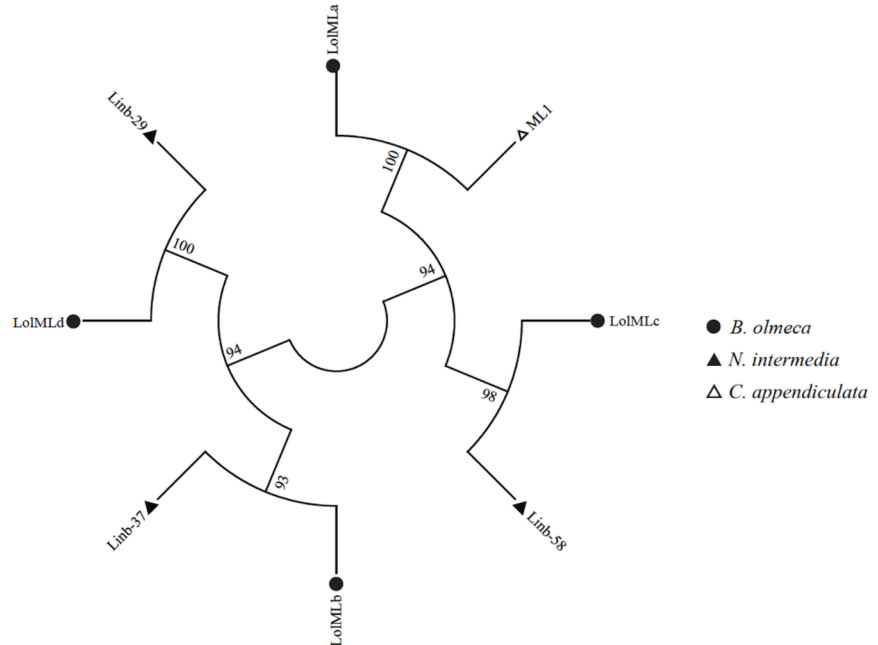 LolMLa
Linb-29
ML1
100
100
94
LolMLd
LolMLc
94
98
93
Linb-37
Linb-58
LolMLb
B. olmeca
N. intermedia
C. appendiculata